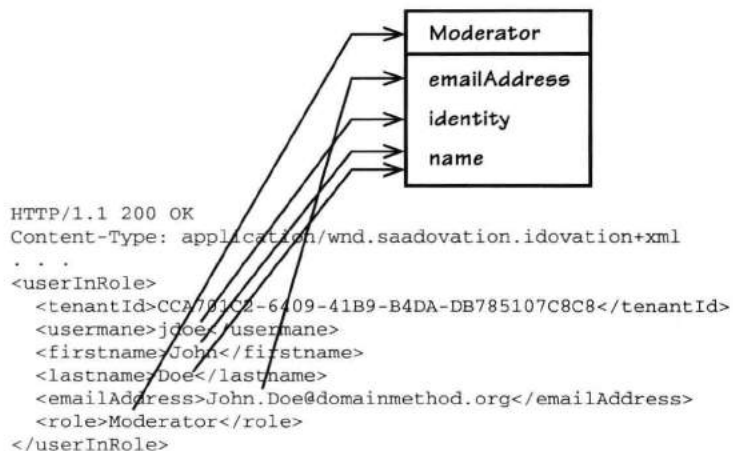 Moderator
emailAddress
identity
name
HTTP/1.1 200 OK
Content-Type: application/wnd.saadovation.idovation+xml
. . .
<userInRole>
<tenantId>CCA701C2-6409-41B9-B4DA-DB785107C8C8</tenantId>
<usermane>jdoe</usermane>
<firstname>John</firstname>
<lastname>Doe</lastname>
<emailAddress>John.Doe@domainmethod.org</emailAddress>
<role>Moderator</role>
</userInRole>